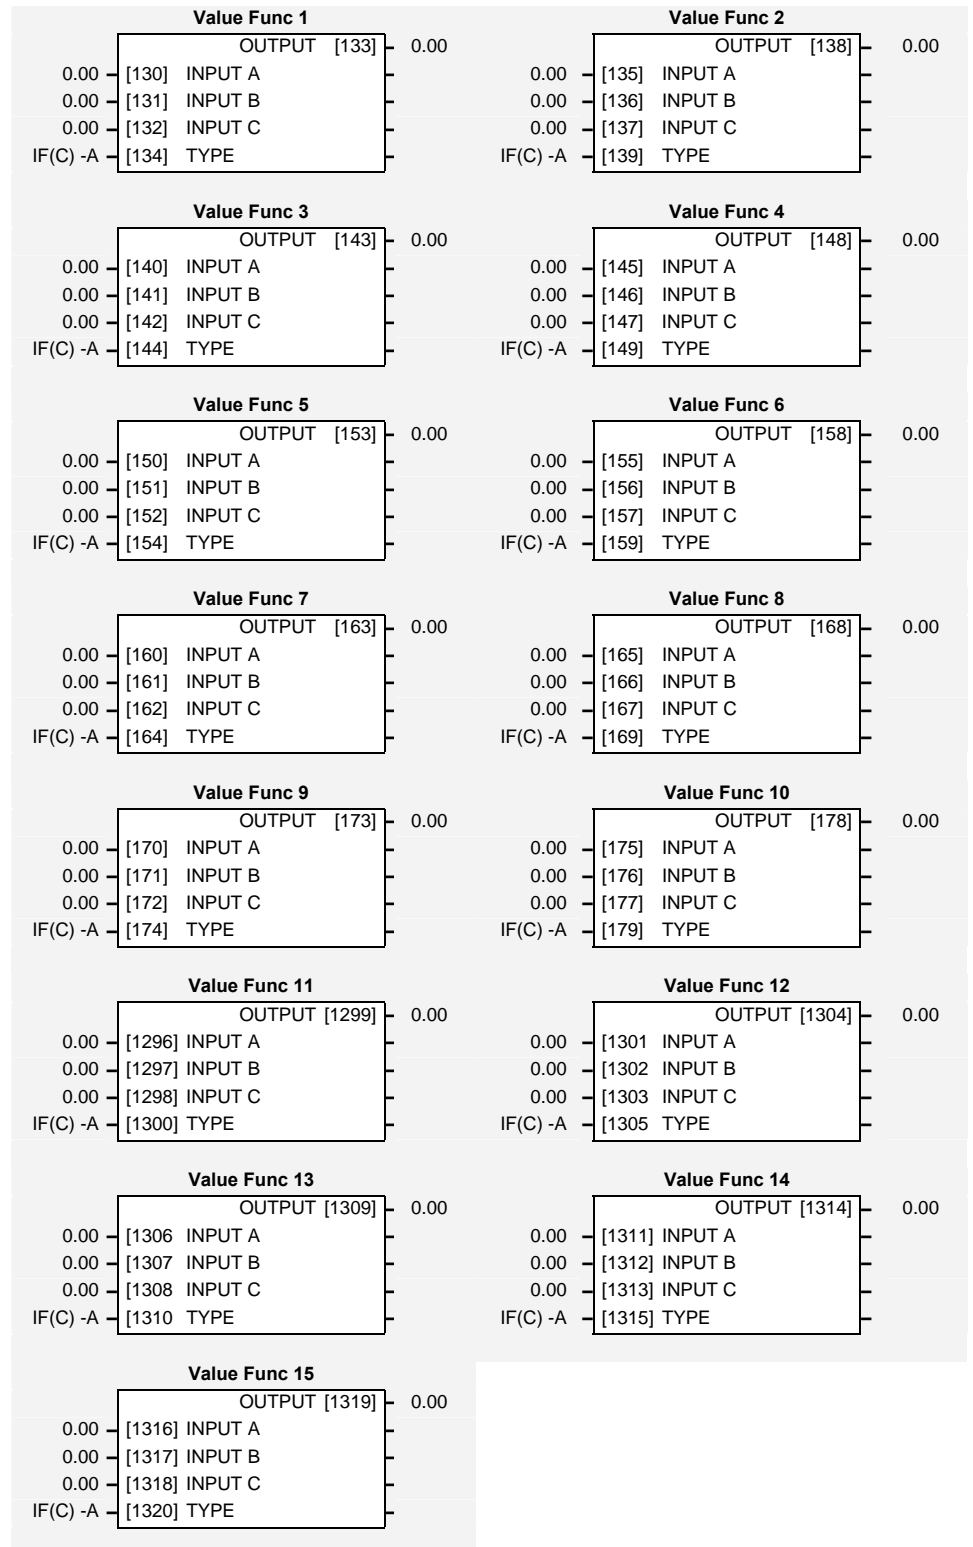 Value Func 1
OUTPUT [133] 0.00
0.00 [130] INPUT A
0.00 [131] INPUT B
0.00 [132] INPUT C
IF(C) -A [134] TYPE
Value Func 2
OUTPUT [138] 0.00
0.00 [135] INPUT A
0.00 [136] INPUT B
0.00 [137] INPUT C
IF(C) -A [139] TYPE
Value Func 3
OUTPUT [143] 0.00
0.00 [140] INPUT A
0.00 [141] INPUT B
0.00 [142] INPUT C
IF(C) -A [144] TYPE
Value Func 4
OUTPUT [148] 0.00
0.00 [145] INPUT A
0.00 [146] INPUT B
0.00 [147] INPUT C
IF(C) -A [149] TYPE
Value Func 5
OUTPUT [153] 0.00
0.00 [150] INPUT A
0.00 [151] INPUT B
0.00 [152] INPUT C
IF(C) -A [154] TYPE
Value Func 6
OUTPUT [158] 0.00
0.00 [155] INPUT A
0.00 [156] INPUT B
0.00 [157] INPUT C
IF(C) -A [159] TYPE
Value Func 7
OUTPUT [163] 0.00
0.00 [160] INPUT A
0.00 [161] INPUT B
0.00 [162] INPUT C
IF(C) -A [164] TYPE
Value Func 8
OUTPUT [168] 0.00
0.00 [165] INPUT A
0.00 [166] INPUT B
0.00 [167] INPUT C
IF(C) -A [169] TYPE
Value Func 9
OUTPUT [173] 0.00
0.00 [170] INPUT A
0.00 [171] INPUT B
0.00 [172] INPUT C
IF(C) -A [174] TYPE
Value Func 10
OUTPUT [178] 0.00
0.00 [175] INPUT A
0.00 [176] INPUT B
0.00 [177] INPUT C
IF(C) -A [179] TYPE
Value Func 11
OUTPUT [1299] 0.00
0.00 [1296] INPUT A
0.00 [1297] INPUT B
0.00 [1298] INPUT C
IF(C) -A [1300] TYPE
Value Func 12
OUTPUT [1304] 0.00
0.00 [1301 INPUT A
0.00 [1302 INPUT B
0.00 [1303 INPUT C
IF(C) -A [1305 TYPE
Value Func 13
OUTPUT [1309] 0.00
0.00 [1306 INPUT A
0.00 [1307 INPUT B
0.00 [1308 INPUT C
IF(C) -A [1310 TYPE
Value Func 14
OUTPUT [1314] 0.00
0.00 [1311] INPUT A
0.00 [1312] INPUT B
0.00 [1313] INPUT C
IF(C) -A [1315] TYPE
Value Func 15
OUTPUT [1319] 0.00
0.00 [1316] INPUT A
0.00 [1317] INPUT B
0.00 [1318] INPUT C
IF(C) -A [1320] TYPE